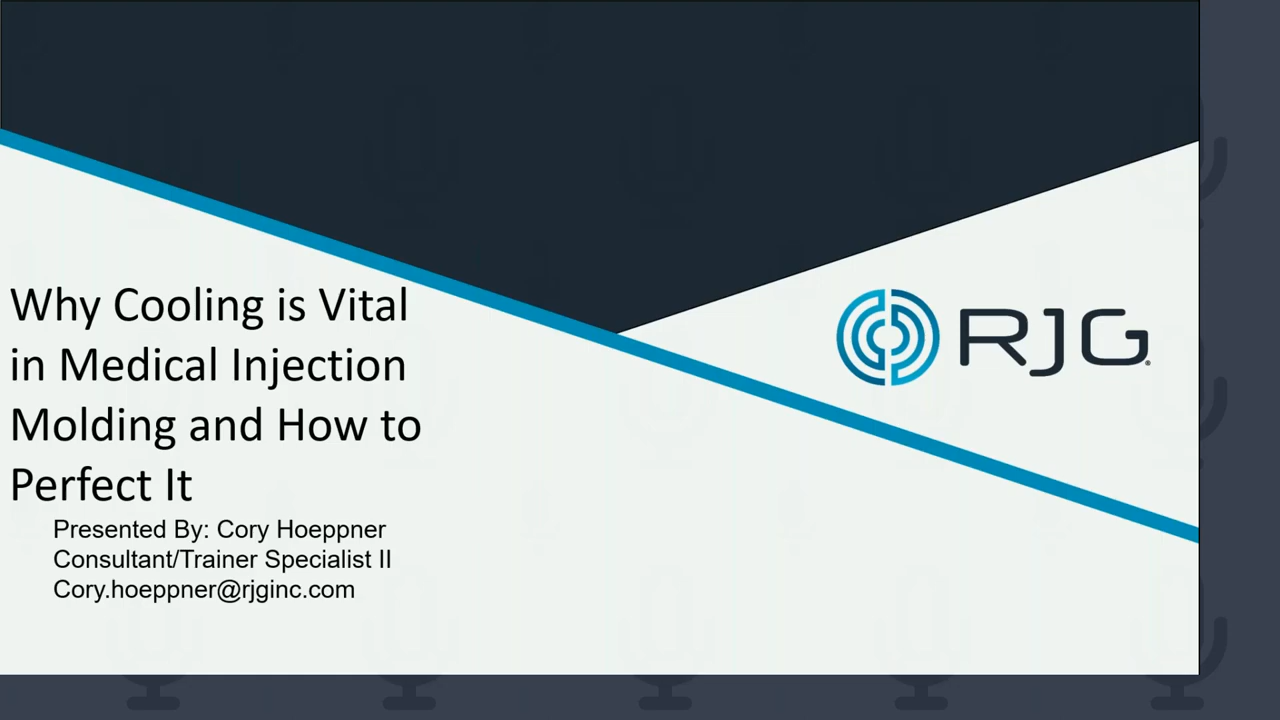 Why Cooling is Vital
in Medical Injection
Molding and How to
Perfect It
Presented By: Cory Hoeppner
Consultant/Trainer Specialist II
Cory.hoeppner@rjginc.com
RJG®